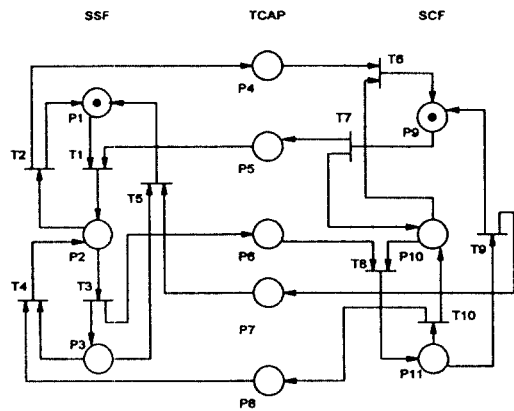 SSF TCAP SCF
T6
P4
P1
T7
P9
T2 T1
P5
T5
P2
P6
P10
T9
T8
T4 T3
P7
T10
P3
P11
P8